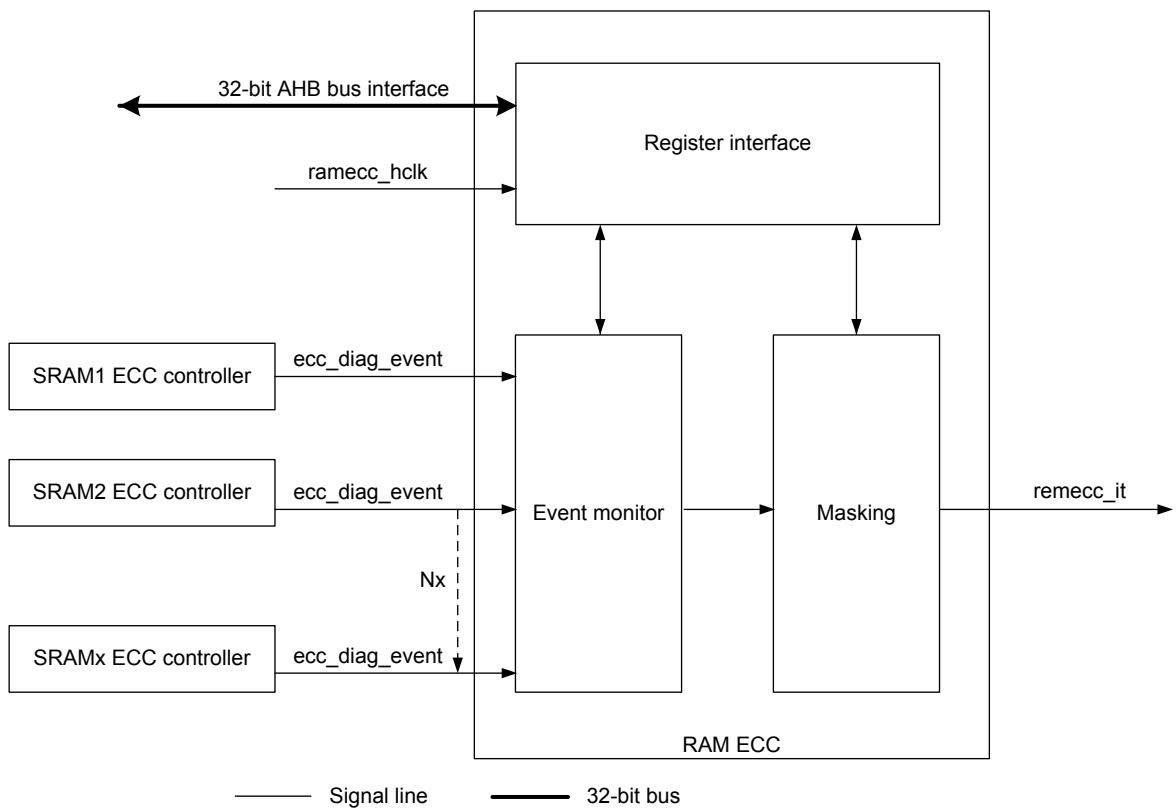 32-bit AHB bus interface
Register interface
ramecc_hclk
SRAM1 ECC controller
ecc_diag_event
SRAM2 ECC controller
ecc_diag_event
Event monitor
Masking
remecc_it
Nx
SRAMx ECC controller
ecc_diag_event
RAM ECC
Signal line
32-bit bus